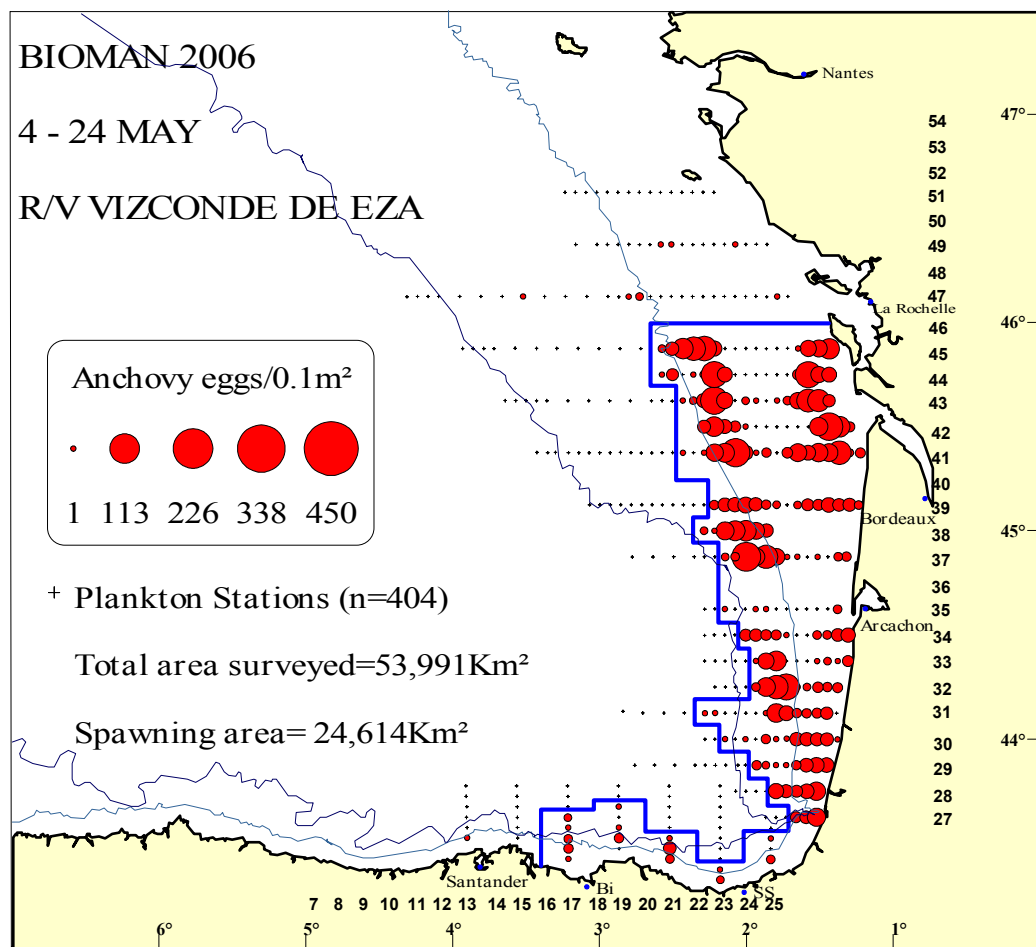 BIOMAN 2006
4 - 24 MAY
R/V VIZCONDE DE EZA
Nantes
47°
54
53
52
51
50
49
48
47
La Rochelle
46
46°
45
44
43
42
41
40
39
Bordeaux
38
45°
37
36
35
Arcachon
34
33
32
31
30
44°
29
28
27
Anchovy eggs/0.1m²
1 113 226 338 450
+ Plankton Stations (n=404)
Total area surveyed=53,991Km²
Spawning area= 24,614Km²
Santander
Bi
SS
7 8 9 10 11 12 13 14 15 16 17 18 19 20 21 22 23 24 25
6° 5° 4° 3° 2° 1°